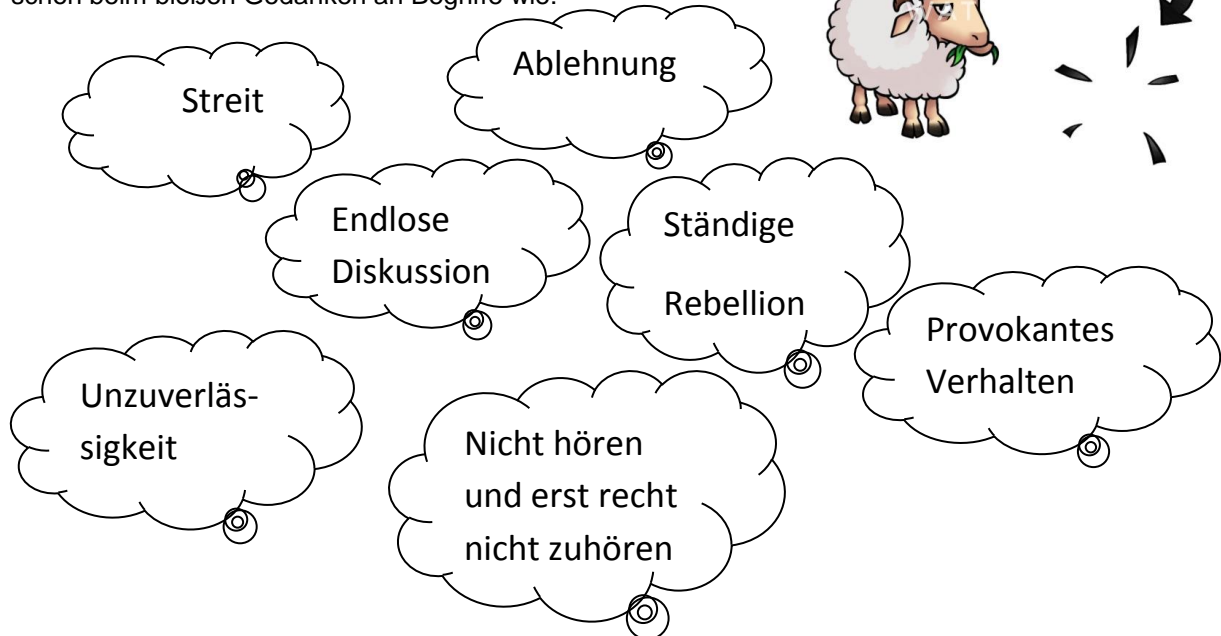 schon beim bloßen Gedanken an Begriffe wie:
Streit
Ablehnung
Endlose
Diskussion
Ständige
Rebellion
Provokantes
Verhalten
Unzuverläs-
sigkeit
Nicht hören
und erst recht
nicht zuhören